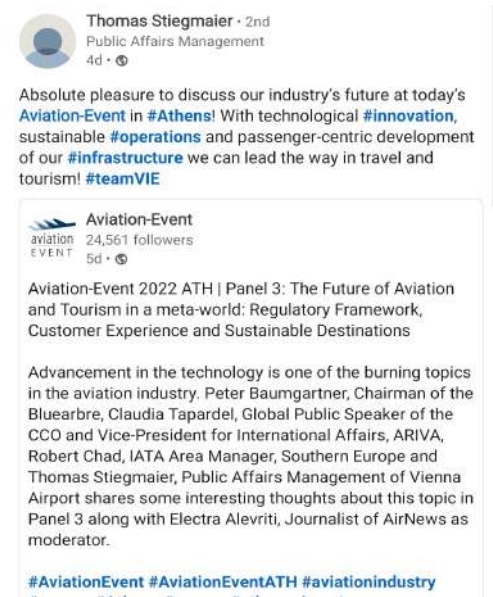 Thomas Stiegmaier · 2nd
Public Affairs Management
4d ·
Absolute pleasure to discuss our industry's future at today's
Aviation-Event in #Athens! With technological #innovation,
sustainable #operations and passenger-centric development
of our #infrastructure we can lead the way in travel and
tourism! #teamVIE
aviation
EVENT
Aviation-Event
24,561 followers
5d ·
Aviation-Event 2022 ATH | Panel 3: The Future of Aviation
and Tourism in a meta-world: Regulatory Framework,
Customer Experience and Sustainable Destinations
Advancement in the technology is one of the burning topics
in the aviation industry. Peter Baumgartner, Chairman of the
Bluearbre, Claudia Tapardel, Global Public Speaker of the
CCO and Vice-President for International Affairs, ARIVA,
Robert Chad, IATA Area Manager, Southern Europe and
Thomas Stiegmaier, Public Affairs Management of Vienna
Airport shares some interesting thoughts about this topic in
Panel 3 along with Electra Alevriti, Journalist of AirNews as
moderator.
#AviationEvent #AviationEventATH #aviationindustry